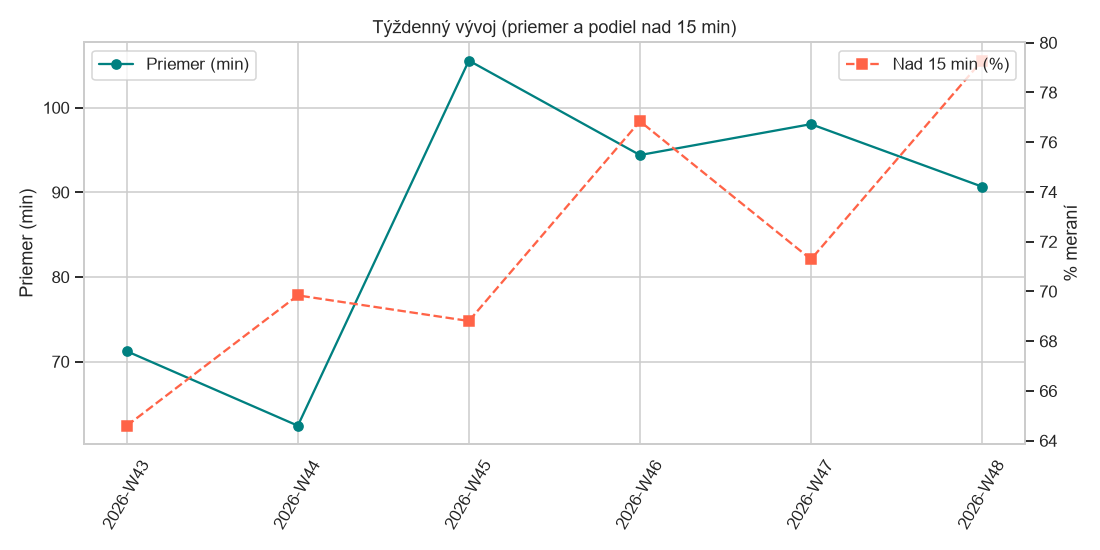 Týždenný vývoj (priemer a podiel nad 15 min)
Priemer (min)
Nad 15 min (%)
Priemer (min)
100
90
80
70
80
78
76
74
72
70
68
66
64
% meraní
2026-W43
2026-W44
2026-W45
2026-W46
2026-W47
2026-W48